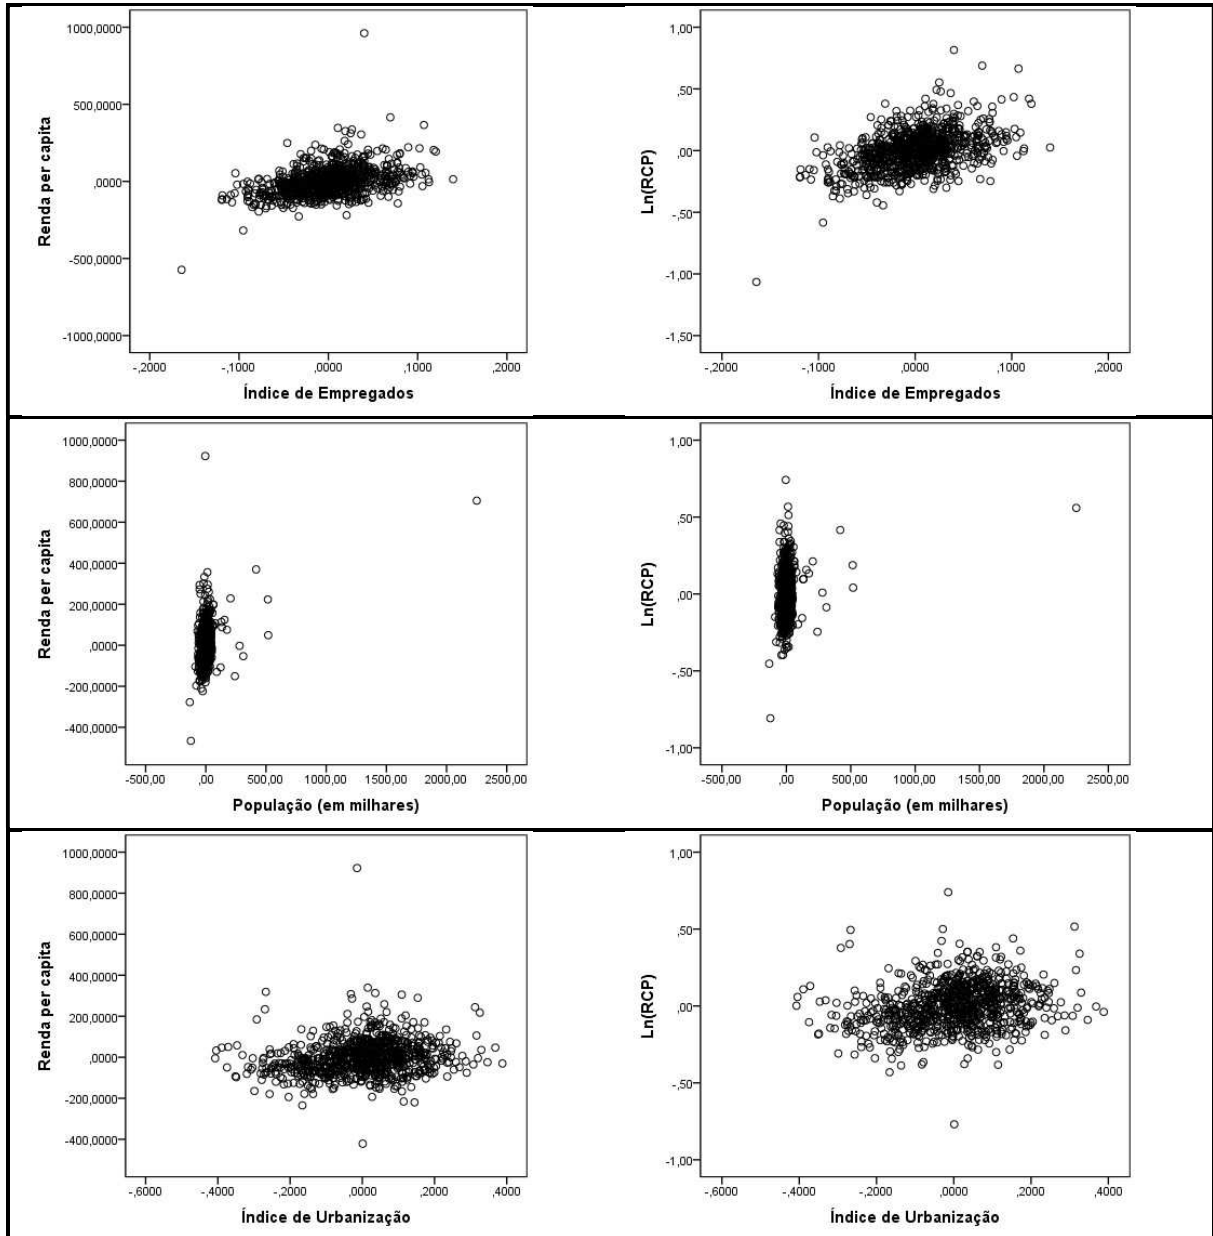 1000,0000
500,0000
,0000
-500,0000
-1000,0000
Renda per capita
-,2000 -,1000 ,0000 ,1000 ,2000
Índice de Empregados
1,00
,50
,00
-,50
-1,00
-1,50
Ln(RCP)
-,2000 -,1000 ,0000 ,1000 ,2000
Índice de Empregados
1000,0000
800,0000
600,0000
400,0000
200,0000
,0000
-200,0000
-400,0000
Renda per capita
-500,00 ,00 500,00 1000,00 1500,00 2000,00 2500,00
População (em milhares)
1,00
,50
,00
-,50
-1,00
Ln(RCP)
-500,00 ,00 500,00 1000,00 1500,00 2000,00 2500,00
População (em milhares)
1000,0000
800,0000
600,0000
400,0000
200,0000
,0000
-200,0000
-400,0000
Renda per capita
-,6000 -,4000 -,2000 ,0000 ,2000 ,4000
Índice de Urbanização
1,00
,50
,00
-,50
-1,00
Ln(RCP)
-,6000 -,4000 -,2000 ,0000 ,2000 ,4000
Índice de Urbanização